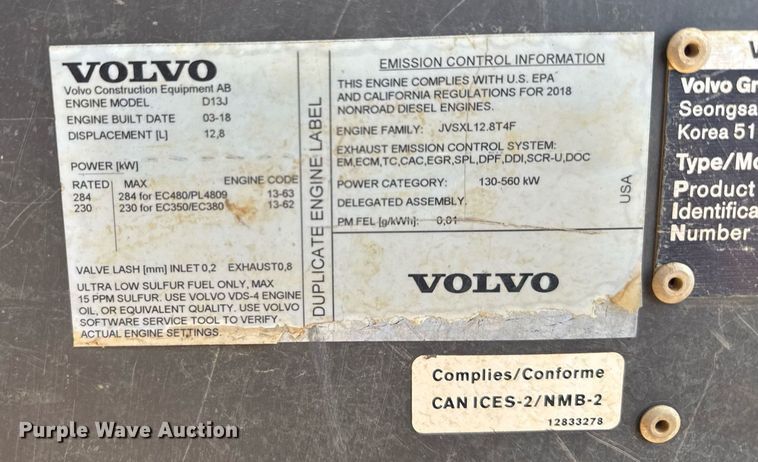 VOLVO
Volvo Construction Equipment AB
ENGINE MODEL D13J
ENGINE BUILT DATE 03-18
DISPLACEMENT [L] 12,8
POWER [kW]
RATED MAX ENGINE CODE
284 284 for EC480/PL4809 13-63
230 230 for EC350/EC380 13-62
VALVE LASH [mm] INLET 0,2 EXHAUST 0,8
ULTRA LOW SULFUR FUEL ONLY, MAX
15 PPM SULFUR. USE VOLVO VDS-4 ENGINE
OIL, OR EQUIVALENT QUALITY. USE VOLVO
SOFTWARE SERVICE TOOL TO VERIFY
ACTUAL ENGINE SETTINGS.
DUPLICATE ENGINE LABEL
EMISSION CONTROL INFORMATION
THIS ENGINE COMPLIES WITH U.S. EPA
AND CALIFORNIA REGULATIONS FOR 2018
NONROAD DIESEL ENGINES.
ENGINE FAMILY: JVSXL12.8T4F
EXHAUST EMISSION CONTROL SYSTEM:
EM,ECM,TC,CAC,EGR,SPL,DPF,DDI,SCR-U,DOC
POWER CATEGORY: 130-560 kW
DELEGATED ASSEMBLY.
PM FEL [g/kWh]: 0,01
USA
VOLVO
Complies/Conforme
CAN ICES-2/NMB-2
12833278
V
Volvo Gr
Seongsa
Korea 51
Type/Mo
Product
Identifica
Number
Purple Wave Auction